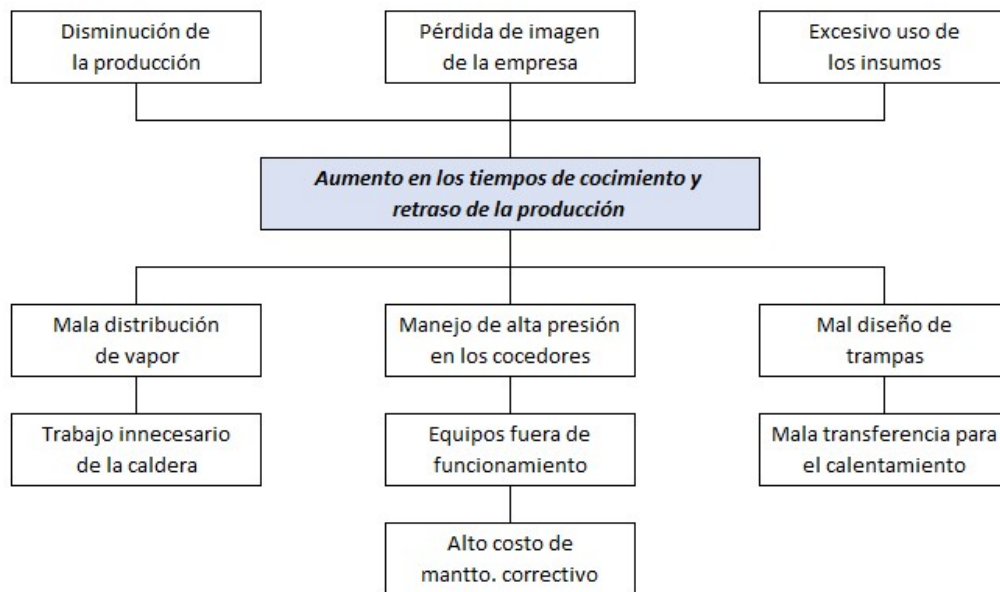 Disminución de
la producción
Pérdida de imagen
de la empresa
Excesivo uso de
los insumos
Aumento en los tiempos de cocimiento y
retraso de la producción
Mala distribución
de vapor
Manejo de alta presión
en los cocedores
Mal diseño de
trampas
Trabajo innecesario
de la caldera
Equipos fuera de
funcionamiento
Mala transferencia para
el calentamiento
Alto costo de
mantto. correctivo